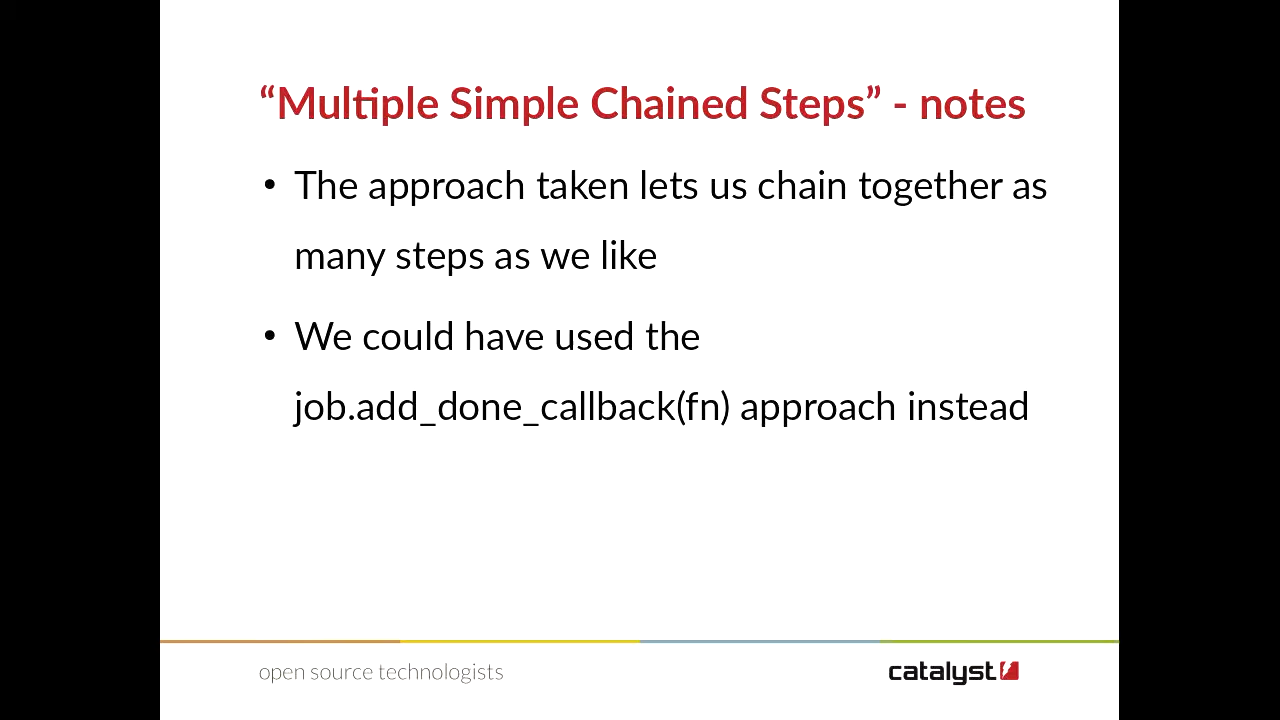 “Multiple Simple Chained Steps” - notes
• The approach taken lets us chain together as
many steps as we like
• We could have used the
job.add_done_callback(fn) approach instead
open source technologists
catalyst